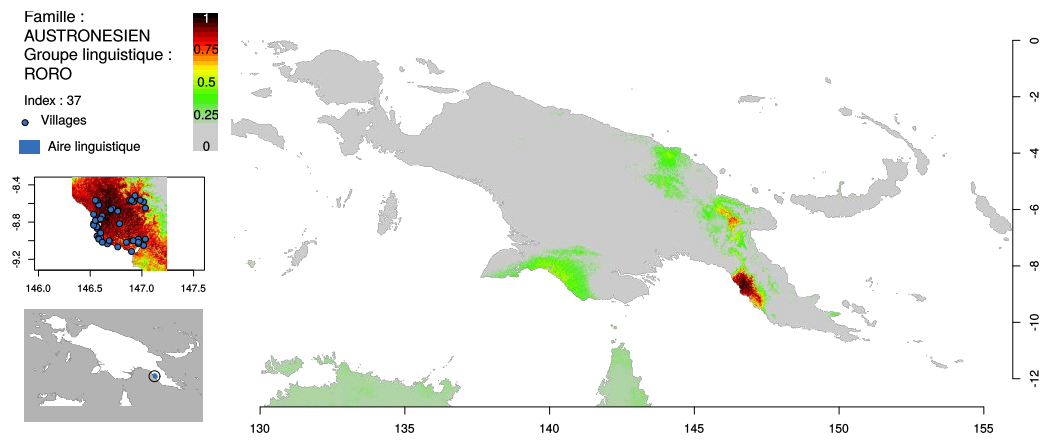 Famille :
AUSTRONESIEN
Groupe linguistique :
RORO
Index : 37
Villages
Aire linguistique
1
0.75
0.5
0.25
0
-8.4
-8.8
-9.2
146.0 146.5 147.0 147.5
0
-2
-4
-6
-8
-10
-12
130 135 140 145 150 155